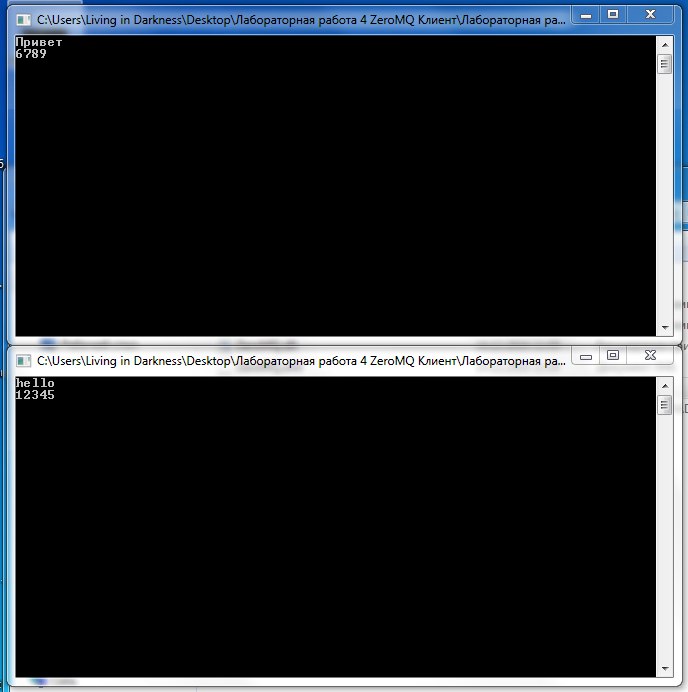 C:\Users\Living in Darkness\Desktop\Лабораторная работа 4 ZeroMQ Клиент\Лабораторная ра...
Привет
6789
C:\Users\Living in Darkness\Desktop\Лабораторная работа 4 ZeroMQ Клиент\Лабораторная ра...
hello
12345